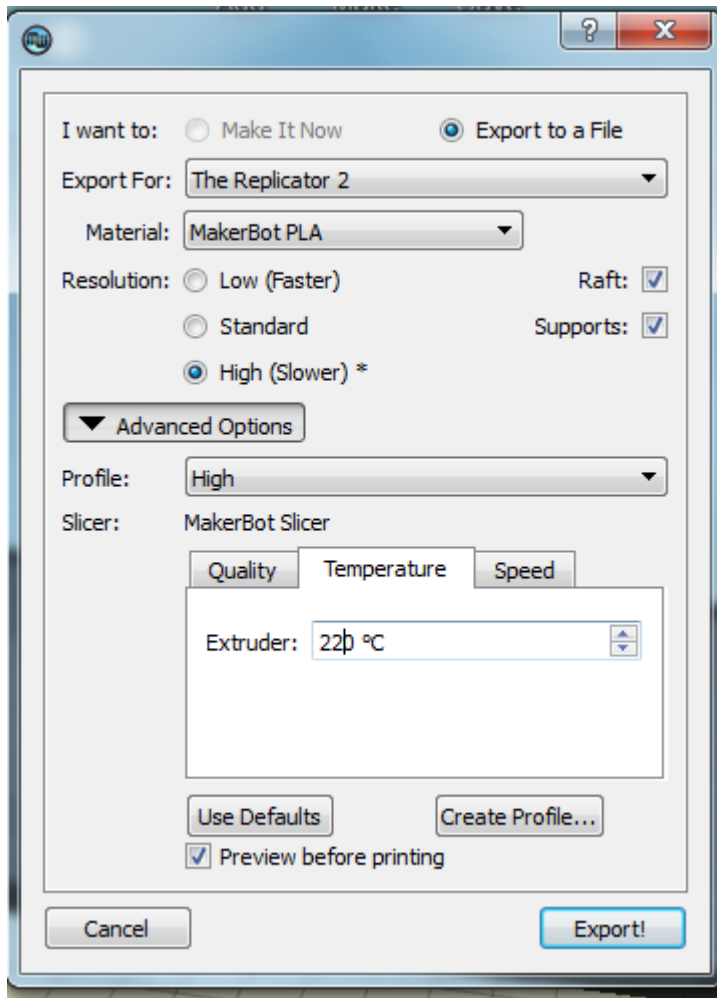 I want to: Make It Now Export to a File
Export For: The Replicator 2
Material: MakerBot PLA
Resolution: Low (Faster) Raft:
Standard Supports:
High (Slower) *
Advanced Options
Profile: High
Slicer: MakerBot Slicer
Quality Temperature Speed
Extruder: 220 °C
Use Defaults Create Profile...
Preview before printing
Cancel Export!